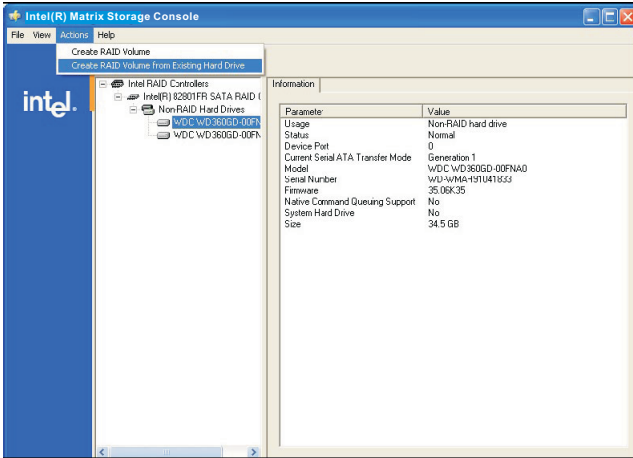 Intel(R) Matrix Storage Console
File View Actions Help
Create RAID Volume
Create RAID Volume from Existing Hard Drive
intel.
Intel RAID Controllers
Intel(R) 82801FR SATA RAID C
Non-RAID Hard Drives
WDC WD360GD-00FN
WDC WD360GD-00FN
Information
Parameter Value
Usage Non-RAID hard drive
Status Normal
Device Port 0
Current Serial ATA Transfer Mode Generation 1
Model WDC WD360GD-00FNA0
Serial Number
Firmware 35.06K35
Native Command Queuing Support No
System Hard Drive No
Size 34.5 GB